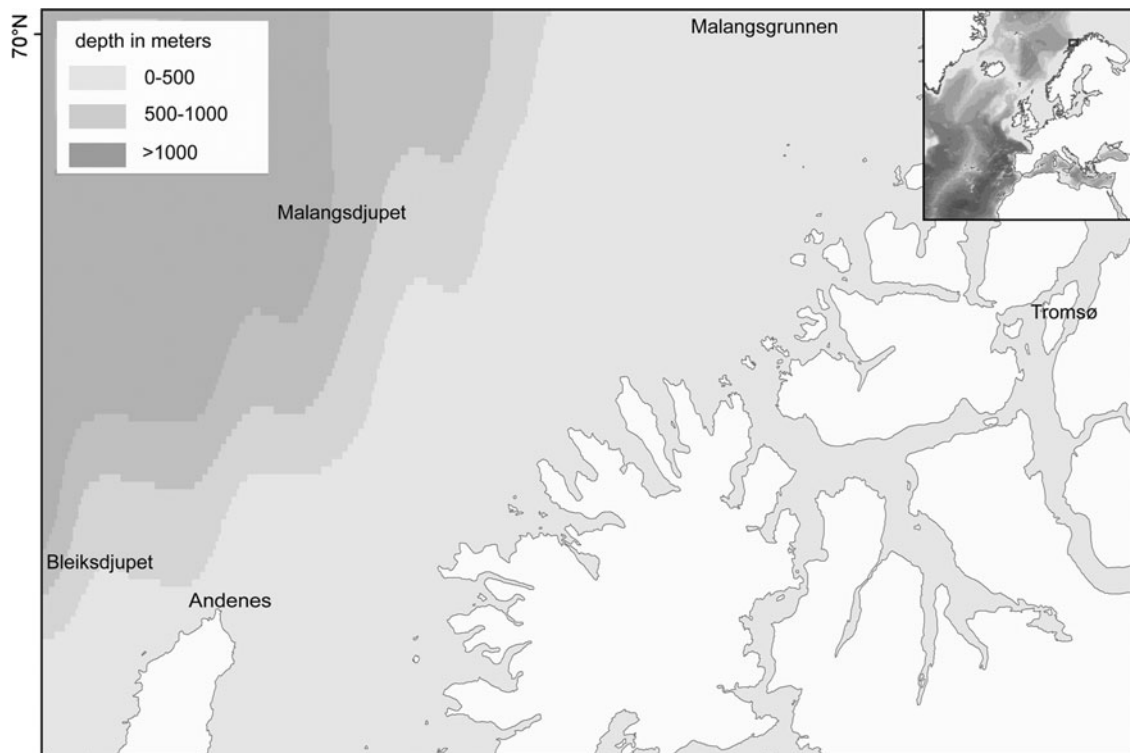 70°N
Malangsgrunnen
depth in meters
0-500
500-1000
>1000
Malangsdjupet
Tromsø
Bleiksdjupet
Andenes